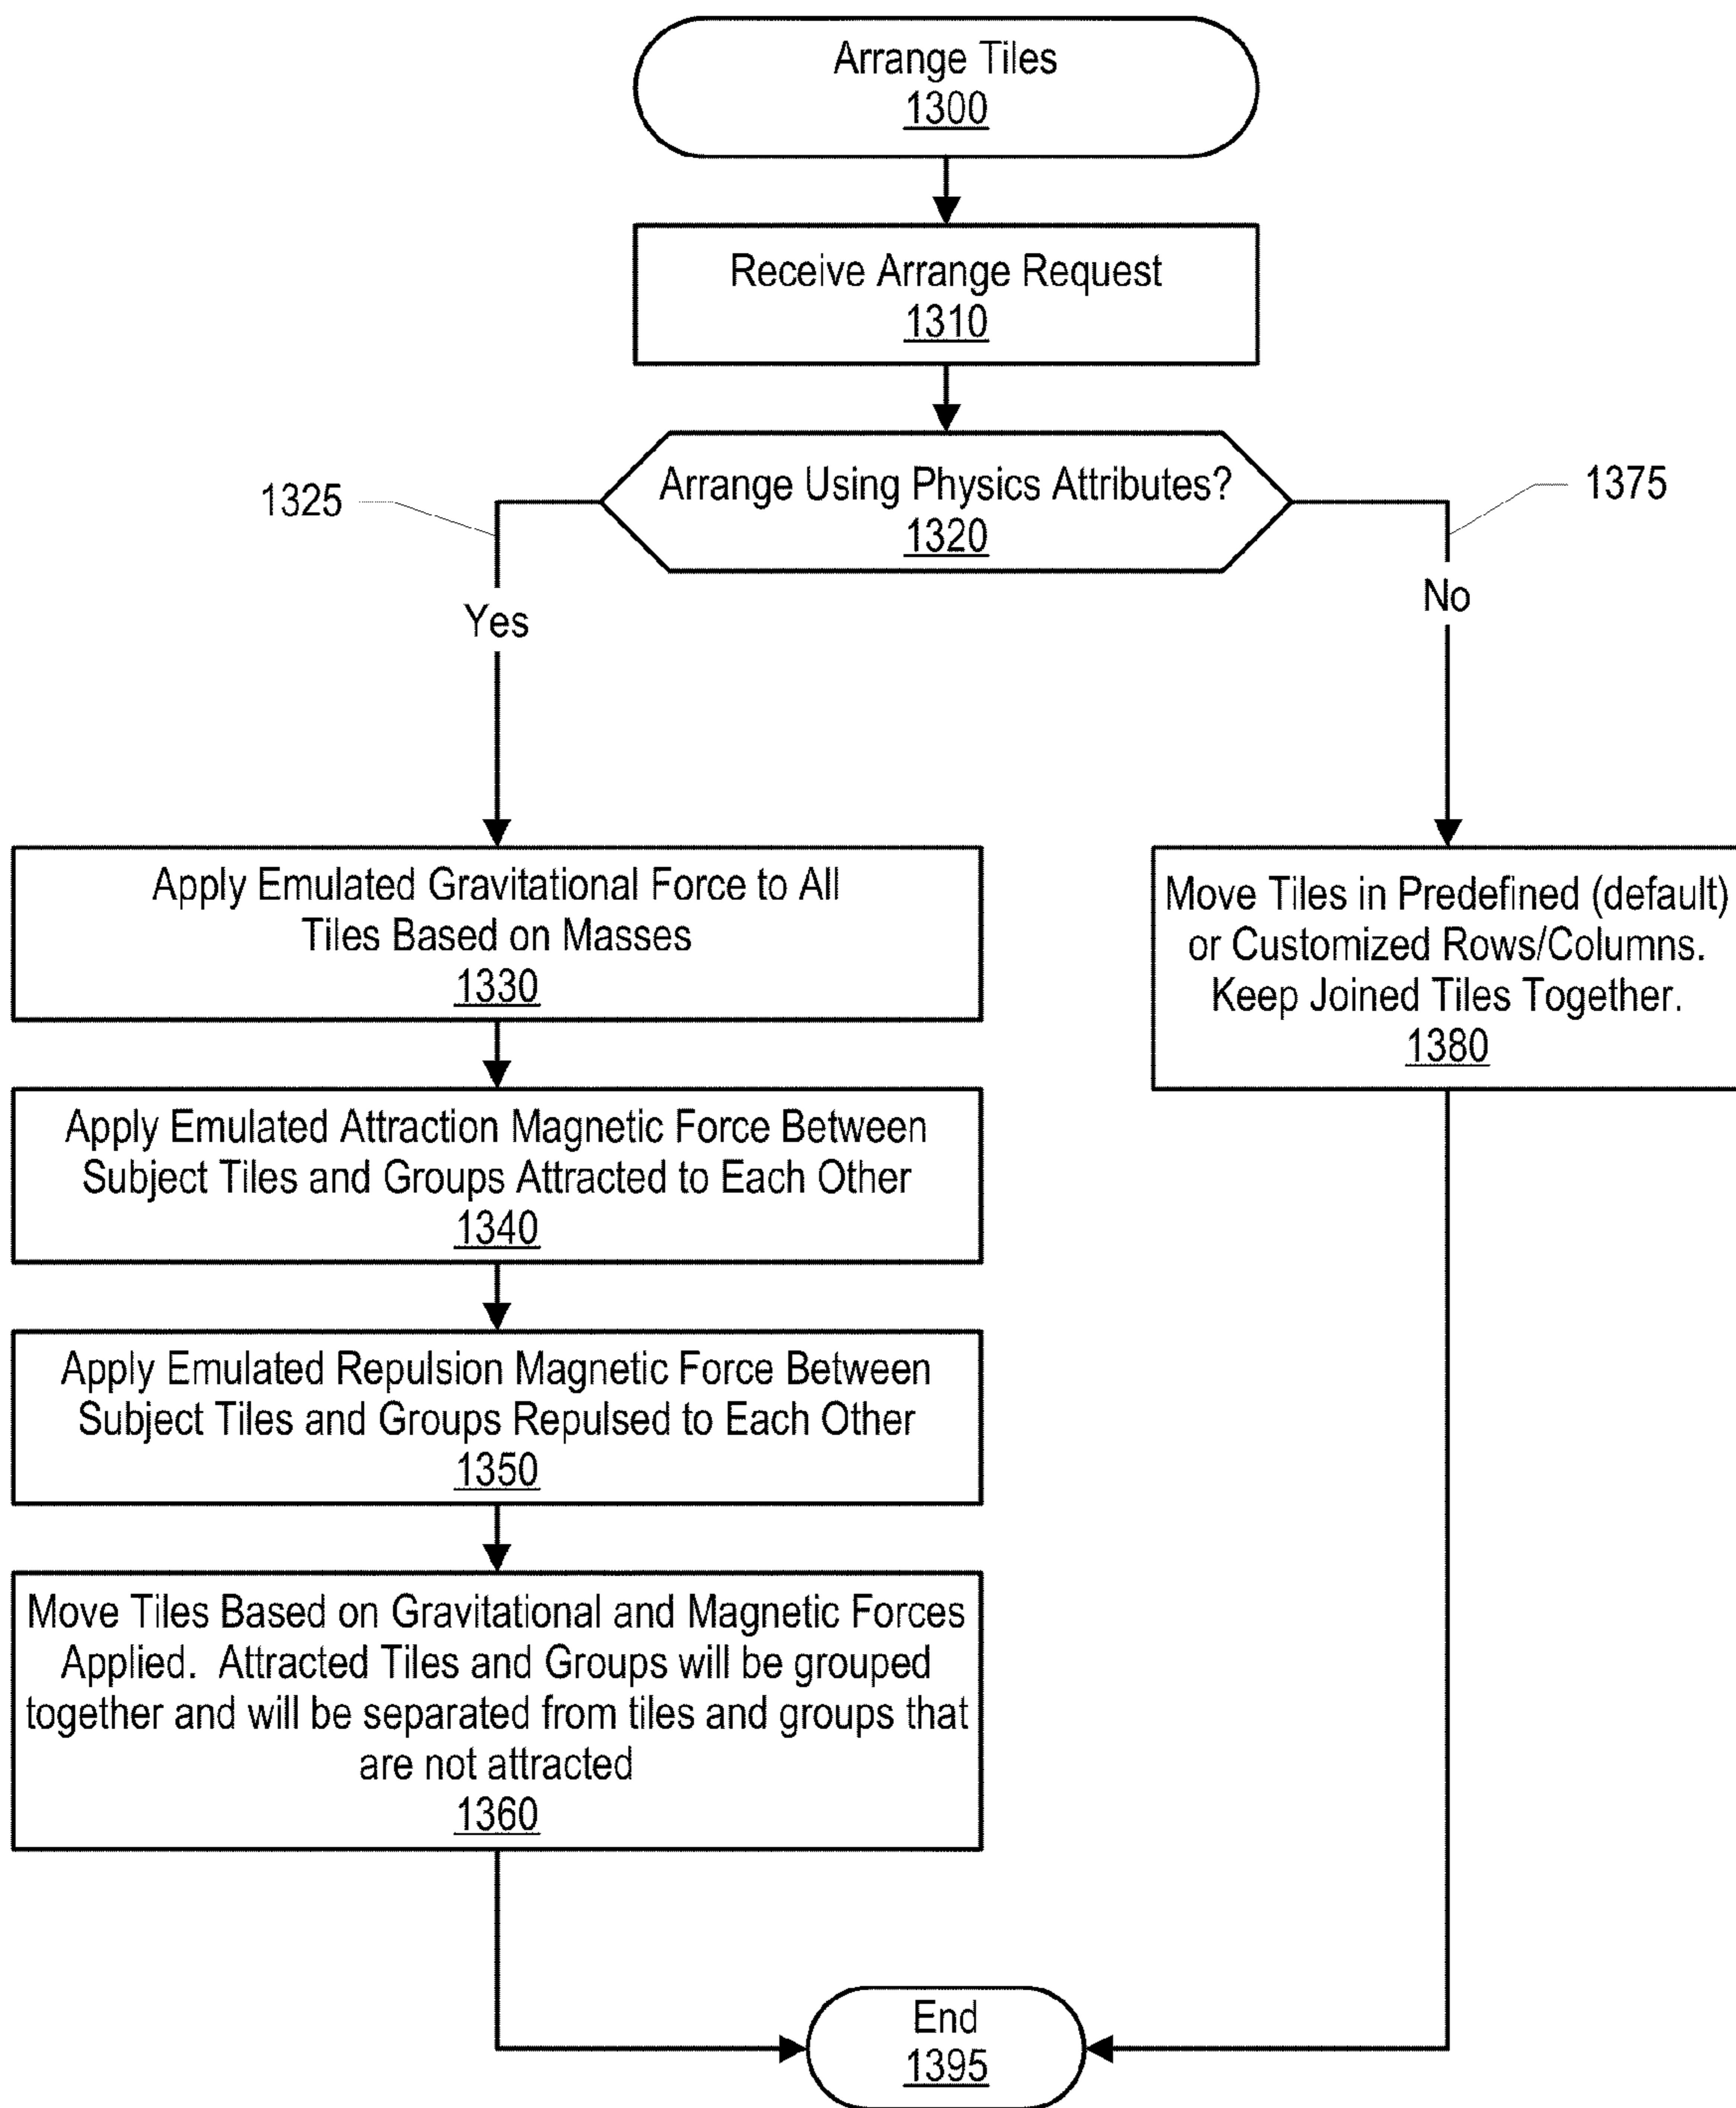 Arrange Tiles
1300
Receive Arrange Request
1310
Arrange Using Physics Attributes?
1320
1325
1375
Yes
No
Apply Emulated Gravitational Force to All
Tiles Based on Masses
1330
Move Tiles in Predefined (default)
or Customized Rows/Columns.
Keep Joined Tiles Together.
1380
Apply Emulated Attraction Magnetic Force Between
Subject Tiles and Groups Attracted to Each Other
1340
Apply Emulated Repulsion Magnetic Force Between
Subject Tiles and Groups Repulsed to Each Other
1350
Move Tiles Based on Gravitational and Magnetic Forces
Applied. Attracted Tiles and Groups will be grouped
together and will be separated from tiles and groups that
are not attracted
1360
End
1395